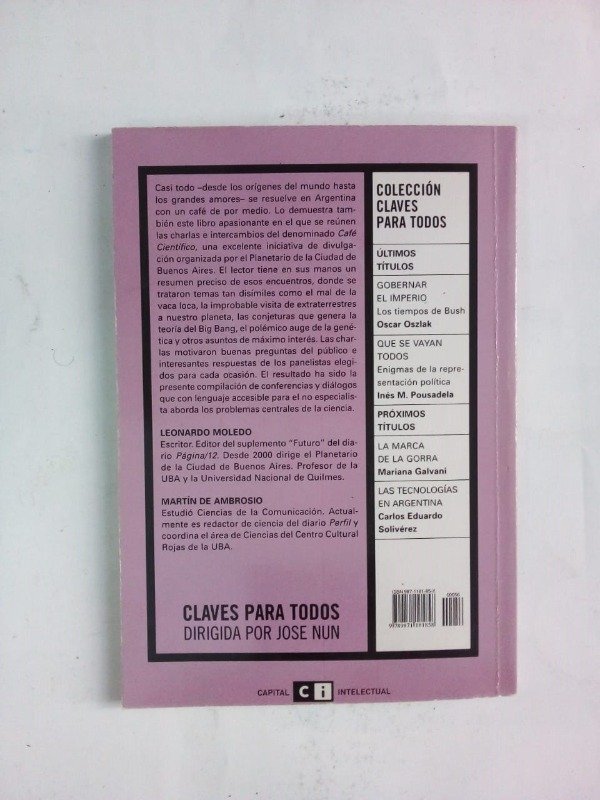 Casi todo –desde los orígenes del mundo hasta
los grandes amores– se resuelve en Argentina
con un café de por medio. Lo demuestra tam-
bién este libro apasionante en el que se reúnen
las charlas e intercambios del denominado Café
Científico, una excelente iniciativa de divulga-
ción organizada por el Planetario de la Ciudad de
Buenos Aires. El lector tiene en sus manos un
resumen preciso de esos encuentros, donde se
trataron temas tan disímiles como el mal de la
vaca loca, la improbable visita de extraterrestres
a nuestro planeta, las conjeturas que genera la
teoría del Big Bang, el polémico auge de la gené-
tica y otros asuntos de máximo interés. Las char-
las motivaron buenas preguntas del público e
interesantes respuestas de los panelistas elegi-
dos para cada ocasión. El resultado ha sido la
presente compilación de conferencias y diálogos
que con lenguaje accesible para el no especialis-
ta aborda los problemas centrales de la ciencia.
LEONARDO MOLEDO
Escritor. Editor del suplemento "Futuro" del dia-
rio Página/12. Desde 2000 dirige el Planetario
de la Ciudad de Buenos Aires. Profesor de la
UBA y la Universidad Nacional de Quilmes.
MARTÍN DE AMBROSIO
Estudió Ciencias de la Comunicación. Actual-
mente es redactor de ciencia del diario Perfil y
coordina el área de Ciencias del Centro Cultural
Rojas de la UBA.
CLAVES PARA TODOS
DIRIGIDA POR JOSE NUN
COLECCIÓN
CLAVES
PARA TODOS
ÚLTIMOS
TÍTULOS
GOBERNAR
EL IMPERIO
Los tiempos de Bush
Oscar Oszlak
QUE SE VAYAN
TODOS
Enigmas de la repre-
sentación política
Inés M. Pousadela
PRÓXIMOS
TÍTULOS
LA MARCA
DE LA GORRA
Mariana Galvani
LAS TECNOLOGÍAS
EN ARGENTINA
Carlos Eduardo
Solivérez
CAPITAL Ci INTELECTUAL